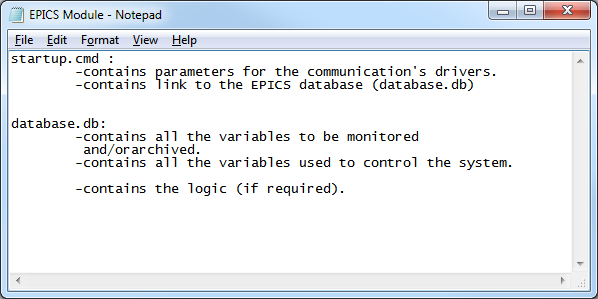 EPICS Module - Notepad
File Edit Format View Help
startup.cmd :
-contains parameters for the communication's drivers.
-contains link to the EPICS database (database.db)
database.db:
-contains all the variables to be monitored
and/orarchived.
-contains all the variables used to control the system.
-contains the logic (if required).